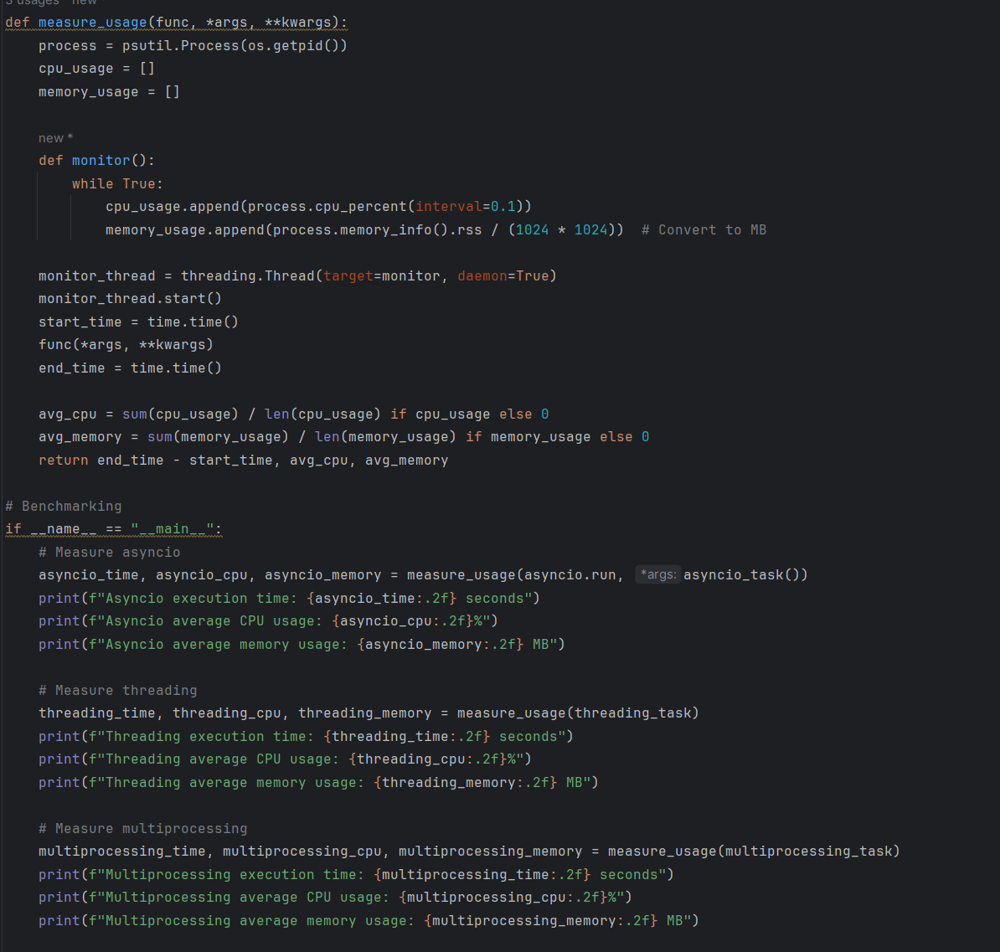 3 usages new *
def measure_usage(func, *args, **kwargs):
    process = psutil.Process(os.getpid())
    cpu_usage = []
    memory_usage = []

    new *
    def monitor():
        while True:
            cpu_usage.append(process.cpu_percent(interval=0.1))
            memory_usage.append(process.memory_info().rss / (1024 * 1024))  # Convert to MB

    monitor_thread = threading.Thread(target=monitor, daemon=True)
    monitor_thread.start()
    start_time = time.time()
    func(*args, **kwargs)
    end_time = time.time()

    avg_cpu = sum(cpu_usage) / len(cpu_usage) if cpu_usage else 0
    avg_memory = sum(memory_usage) / len(memory_usage) if memory_usage else 0
    return end_time - start_time, avg_cpu, avg_memory

# Benchmarking
if __name__ == "__main__":
    # Measure asyncio
    asyncio_time, asyncio_cpu, asyncio_memory = measure_usage(asyncio.run, *args: asyncio_task())
    print(f"Asyncio execution time: {asyncio_time:.2f} seconds")
    print(f"Asyncio average CPU usage: {asyncio_cpu:.2f}%")
    print(f"Asyncio average memory usage: {asyncio_memory:.2f} MB")

    # Measure threading
    threading_time, threading_cpu, threading_memory = measure_usage(threading_task)
    print(f"Threading execution time: {threading_time:.2f} seconds")
    print(f"Threading average CPU usage: {threading_cpu:.2f}%")
    print(f"Threading average memory usage: {threading_memory:.2f} MB")

    # Measure multiprocessing
    multiprocessing_time, multiprocessing_cpu, multiprocessing_memory = measure_usage(multiprocessing_task)
    print(f"Multiprocessing execution time: {multiprocessing_time:.2f} seconds")
    print(f"Multiprocessing average CPU usage: {multiprocessing_cpu:.2f}%")
    print(f"Multiprocessing average memory usage: {multiprocessing_memory:.2f} MB")